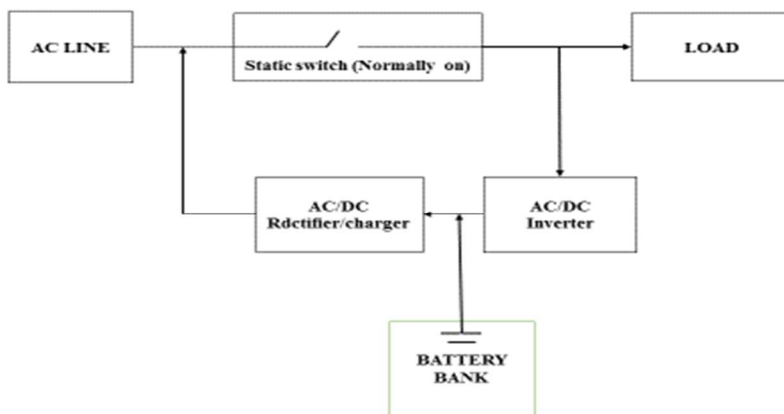 AC LINE
Static switch (Normally on)
LOAD
AC/DC
Rdctifier/charger
AC/DC
Inverter
BATTERY
BANK